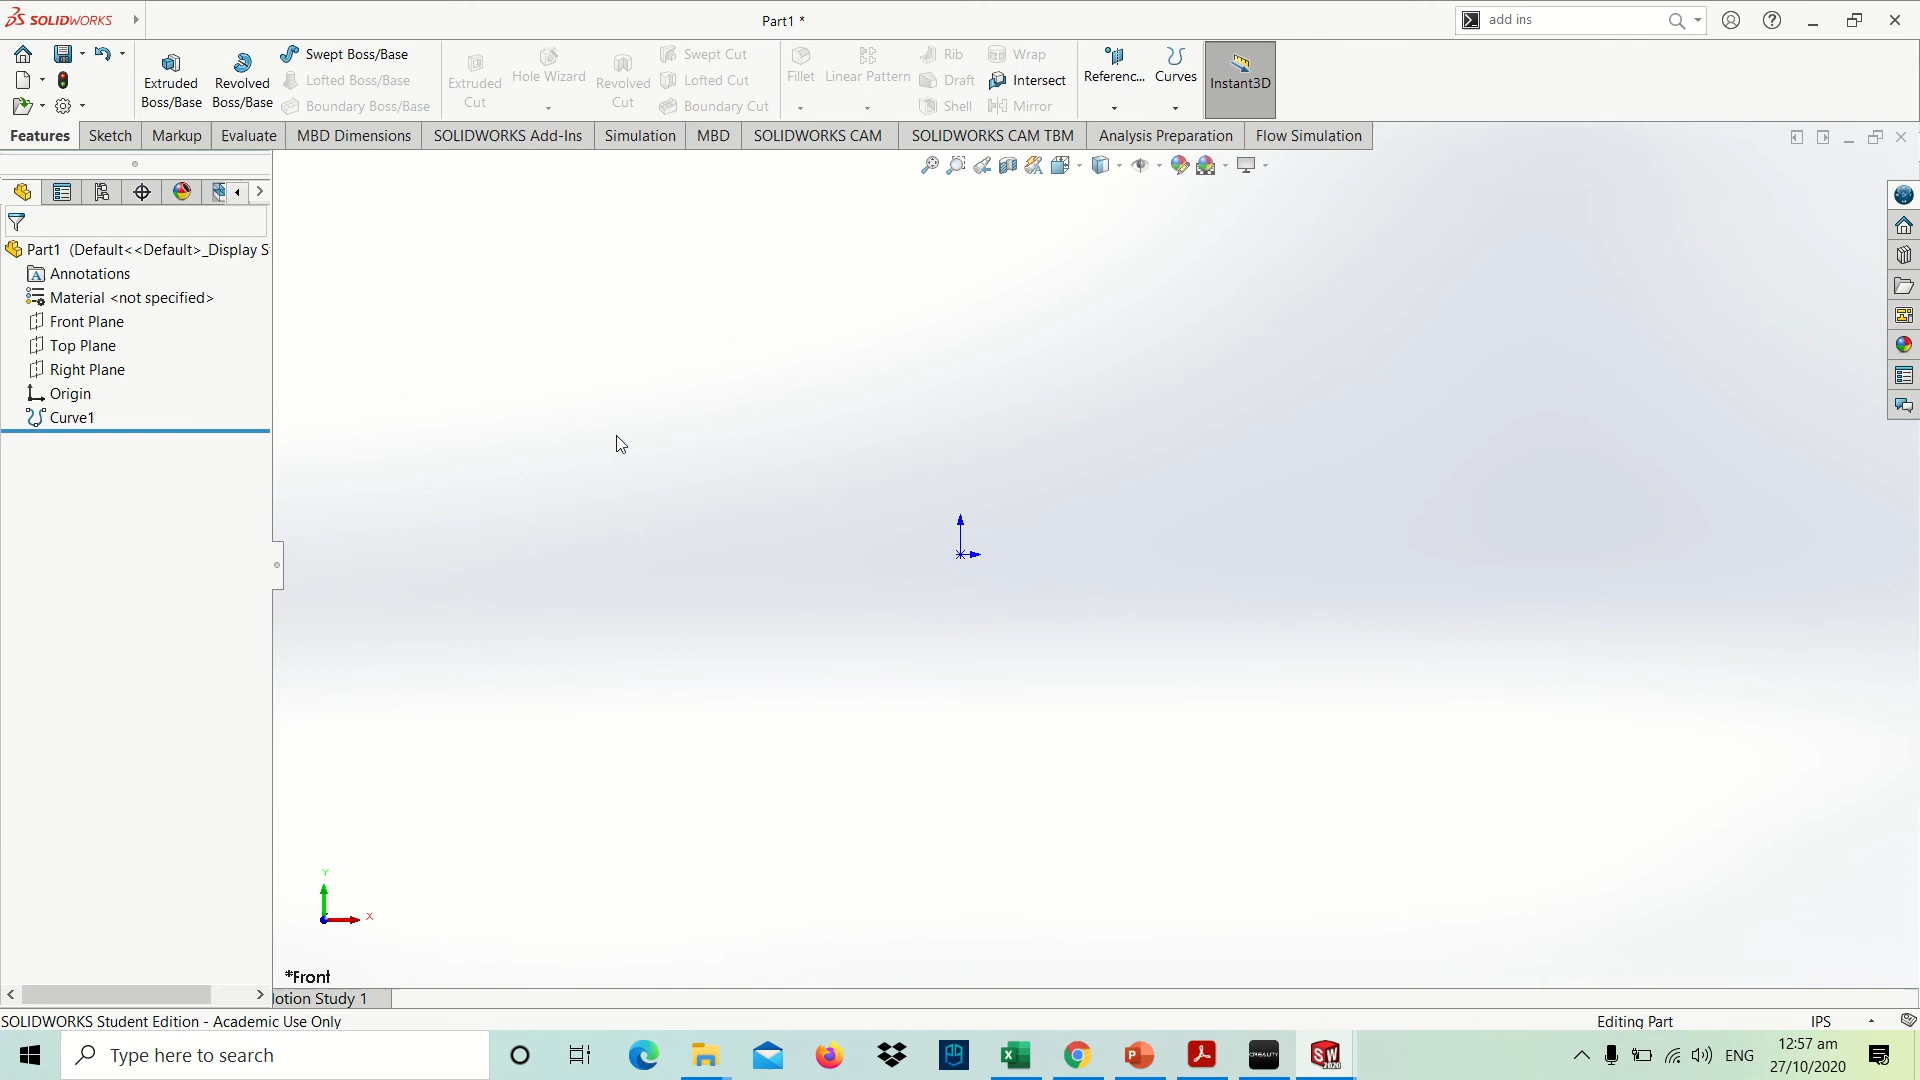 SOLIDWORKS
Part1 *
add ins
Extruded Boss/Base
Revolved Boss/Base
Swept Boss/Base
Lofted Boss/Base
Boundary Boss/Base
Extruded Cut
Hole Wizard
Revolved Cut
Swept Cut
Lofted Cut
Boundary Cut
Fillet
Linear Pattern
Rib
Draft
Shell
Wrap
Intersect
Mirror
Referenc...
Curves
Instant3D
Features
Sketch
Markup
Evaluate
MBD Dimensions
SOLIDWORKS Add-Ins
Simulation
MBD
SOLIDWORKS CAM
SOLIDWORKS CAM TBM
Analysis Preparation
Flow Simulation
Part1 (Default<<Default>_Display S
Annotations
Material <not specified>
Front Plane
Top Plane
Right Plane
Origin
Curve1
Y
X
*Front
otion Study 1
SOLIDWORKS Student Edition - Academic Use Only
Editing Part
IPS
Type here to search
CREALITY
SW
2020
ENG
12:57 am
27/10/2020